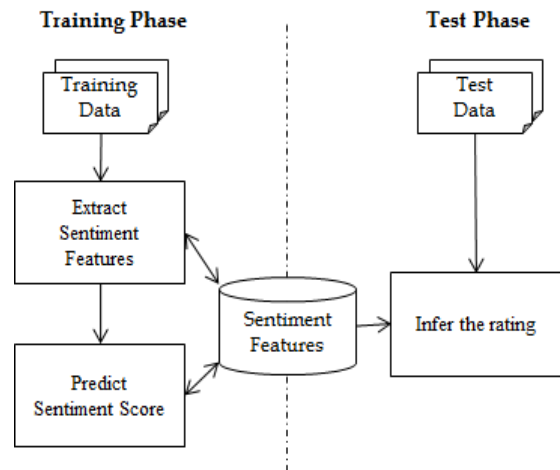 Training Phase
Test Phase
Training
Data
Test
Data
Extract
Sentiment
Features
Sentiment
Features
Infer the rating
Predict
Sentiment Score